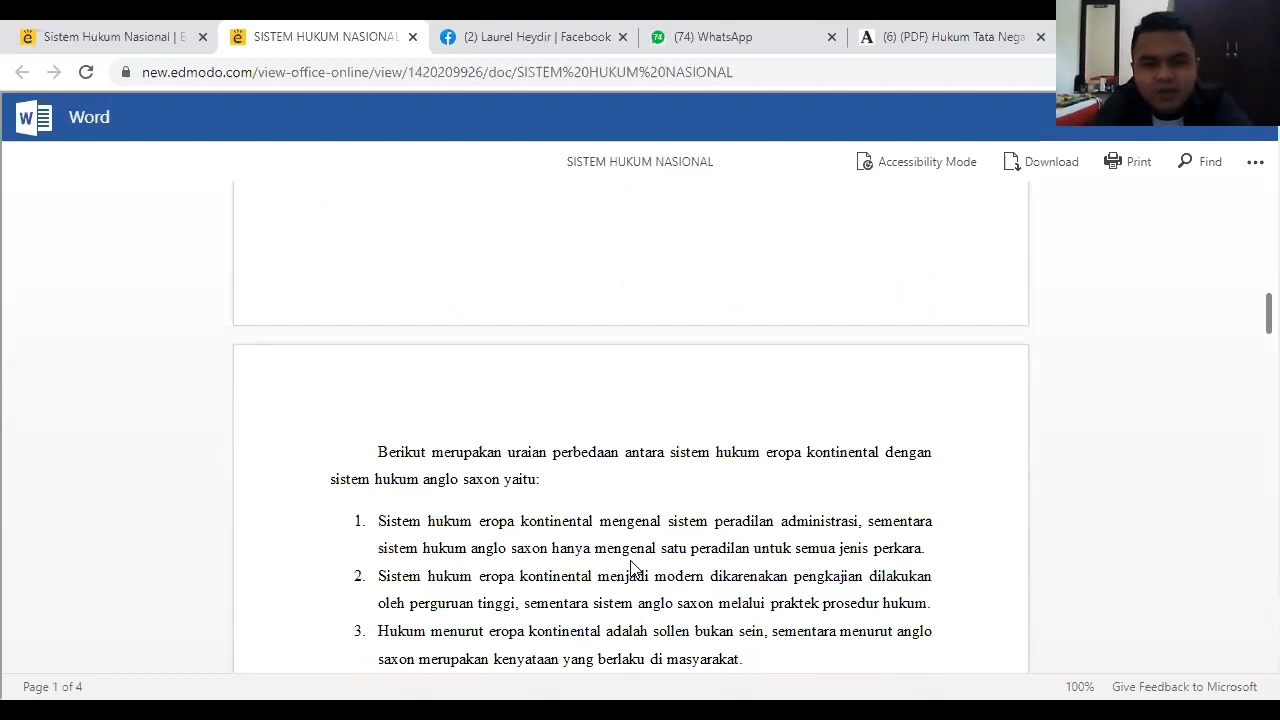 Sistem Hukum Nasional | E
SISTEM HUKUM NASIONAL
(2) Laurel Heydir | Facebook
(74) WhatsApp
(6) (PDF) Hukum Tata Nega
new.edmodo.com/view-office-online/view/1420209926/doc/SISTEM%20HUKUM%20NASIONAL
Word
SISTEM HUKUM NASIONAL
Accessibility Mode
Download
Print
Find
Berikut merupakan uraian perbedaan antara sistem hukum eropa kontinental dengan
sistem hukum anglo saxon yaitu:
1. Sistem hukum eropa kontinental mengenal sistem peradilan administrasi, sementara
sistem hukum anglo saxon hanya mengenal satu peradilan untuk semua jenis perkara.
2. Sistem hukum eropa kontinental menjadi modern dikarenakan pengkajian dilakukan
oleh perguruan tinggi, sementara sistem anglo saxon melalui praktek prosedur hukum.
3. Hukum menurut eropa kontinental adalah sollen bukan sein, sementara menurut anglo
saxon merupakan kenyataan yang berlaku di masyarakat.
Page 1 of 4
100%
Give Feedback to Microsoft